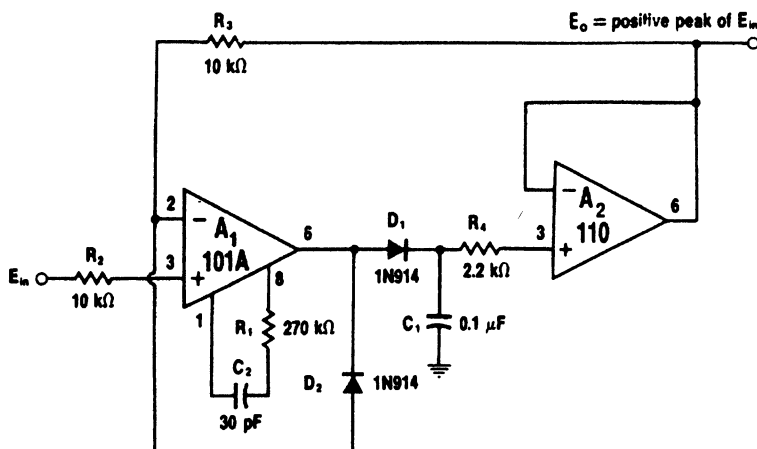 R3
10 kΩ
Eo = positive peak of Ein
2
A1
101A
6
D1
1N914
R4
2.2 kΩ
3
A2
110
6
R2
10 kΩ
Ein
3
8
1
R1
270 kΩ
C2
30 pF
C1
0.1 μF
D2
1N914